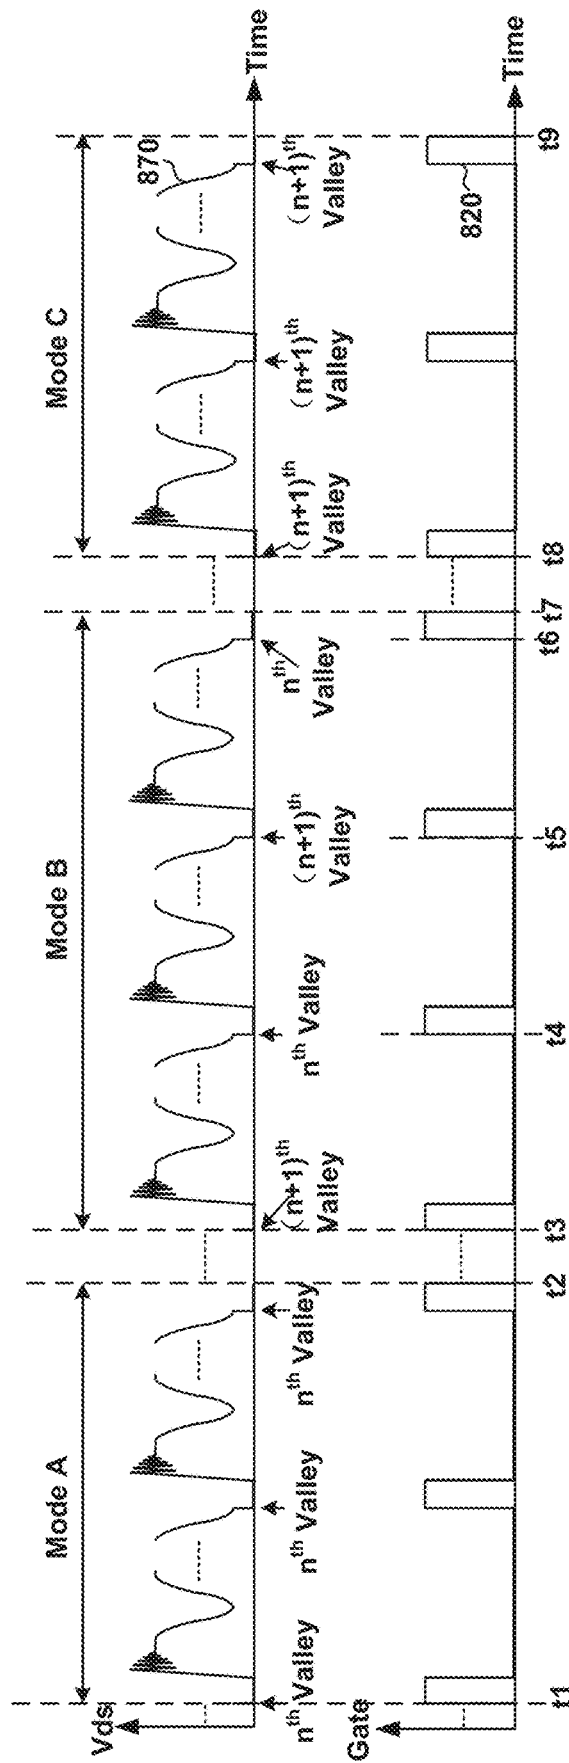 Mode A
Mode B
Mode C
Vds
870
Time
n^th Valley
n^th Valley
n^th Valley
(n+1)^th
Valley
n^th Valley
(n+1)^th
Valley
n^th
Valley
(n+1)^th
Valley
(n+1)^th
Valley
(n+1)^th
Valley
Gate
820
Time
t1
t2
t3
t4
t5
t6
t7
t8
t9